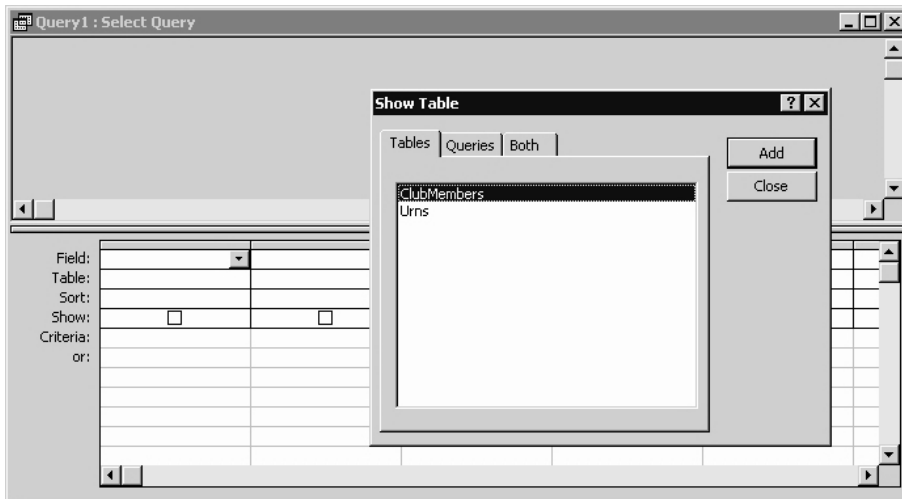 Query1 : Select Query
Show Table
Tables Queries Both
Add
Close
ClubMembers
Urns
Field:
Table:
Sort:
Show:
Criteria:
or: